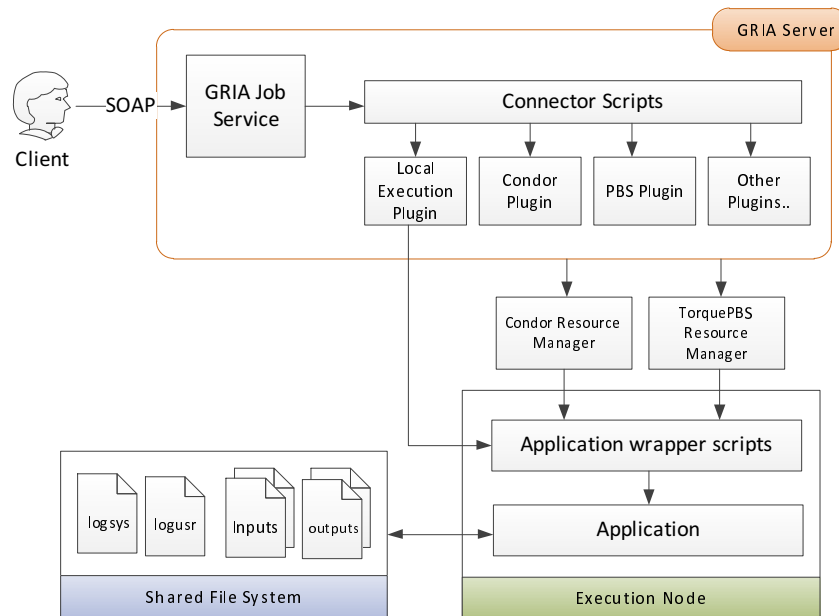 GRIA Server
SOAP
Client
GRIA Job
Service
Connector Scripts
Local
Execution
Plugin
Condor
Plugin
PBS Plugin
Other
Plugins..
Condor Resource
Manager
TorquePBS
Resource
Manager
Application wrapper scripts
Application
logsys
logusr
Inputs
outputs
Shared File System
Execution Node